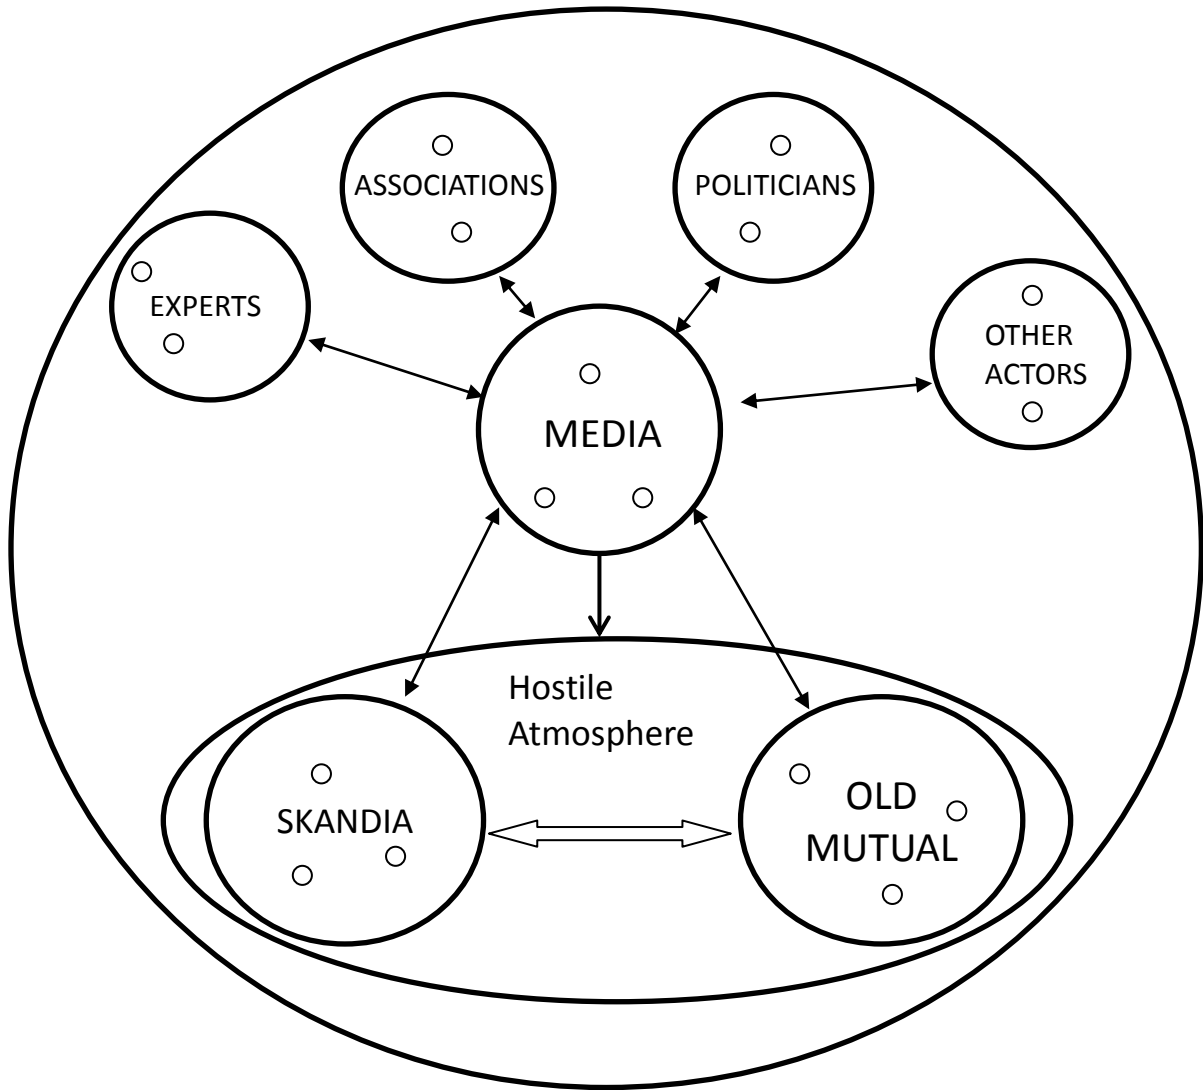 ASSOCIATIONS
POLITICIANS
EXPERTS
OTHER
ACTORS
MEDIA
Hostile
Atmosphere
SKANDIA
OLD
MUTUAL